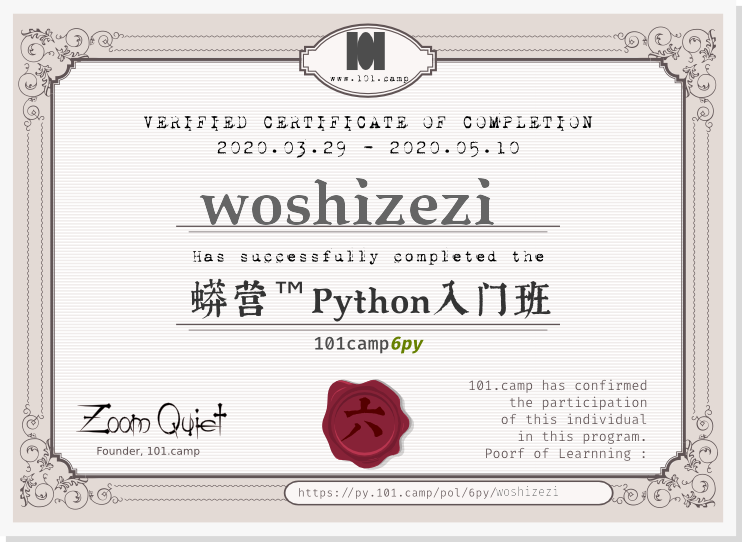 www.101.camp
VERIFIED CERTIFICATE OF COMPLETION
2020.03.29 - 2020.05.10
woshizezi
Has successfully completed the
蟒营™Python入门班
101camp6py
六
Zoom Quiet
Founder, 101.camp
101.camp has confirmed
the participation
of this individual
in this program.
Poorf of Learnning :
https://py.101.camp/pol/6py/woshizezi